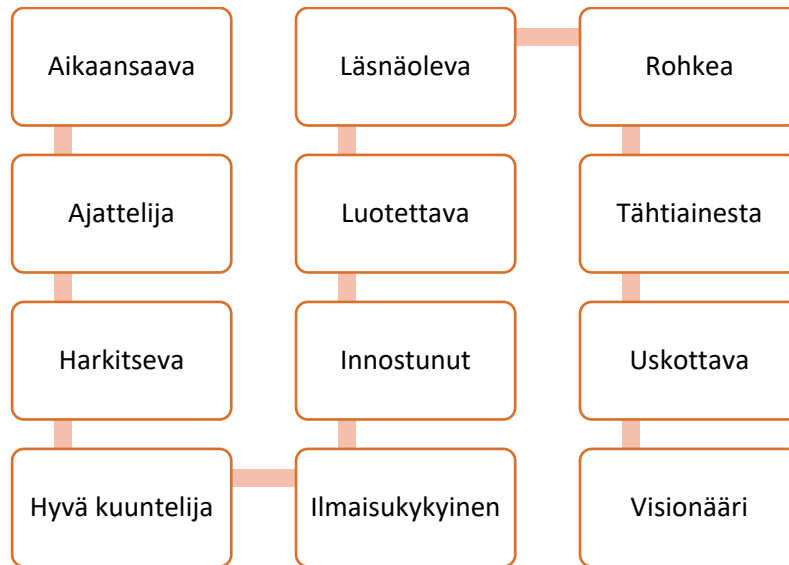 Aikaansaava
Ajattelija
Harkitseva
Hyvä kuuntelija
Ilmaisukykyinen
Innostunut
Luotettava
Läsnäoleva
Rohkea
Tähtiainesta
Uskottava
Visionääri